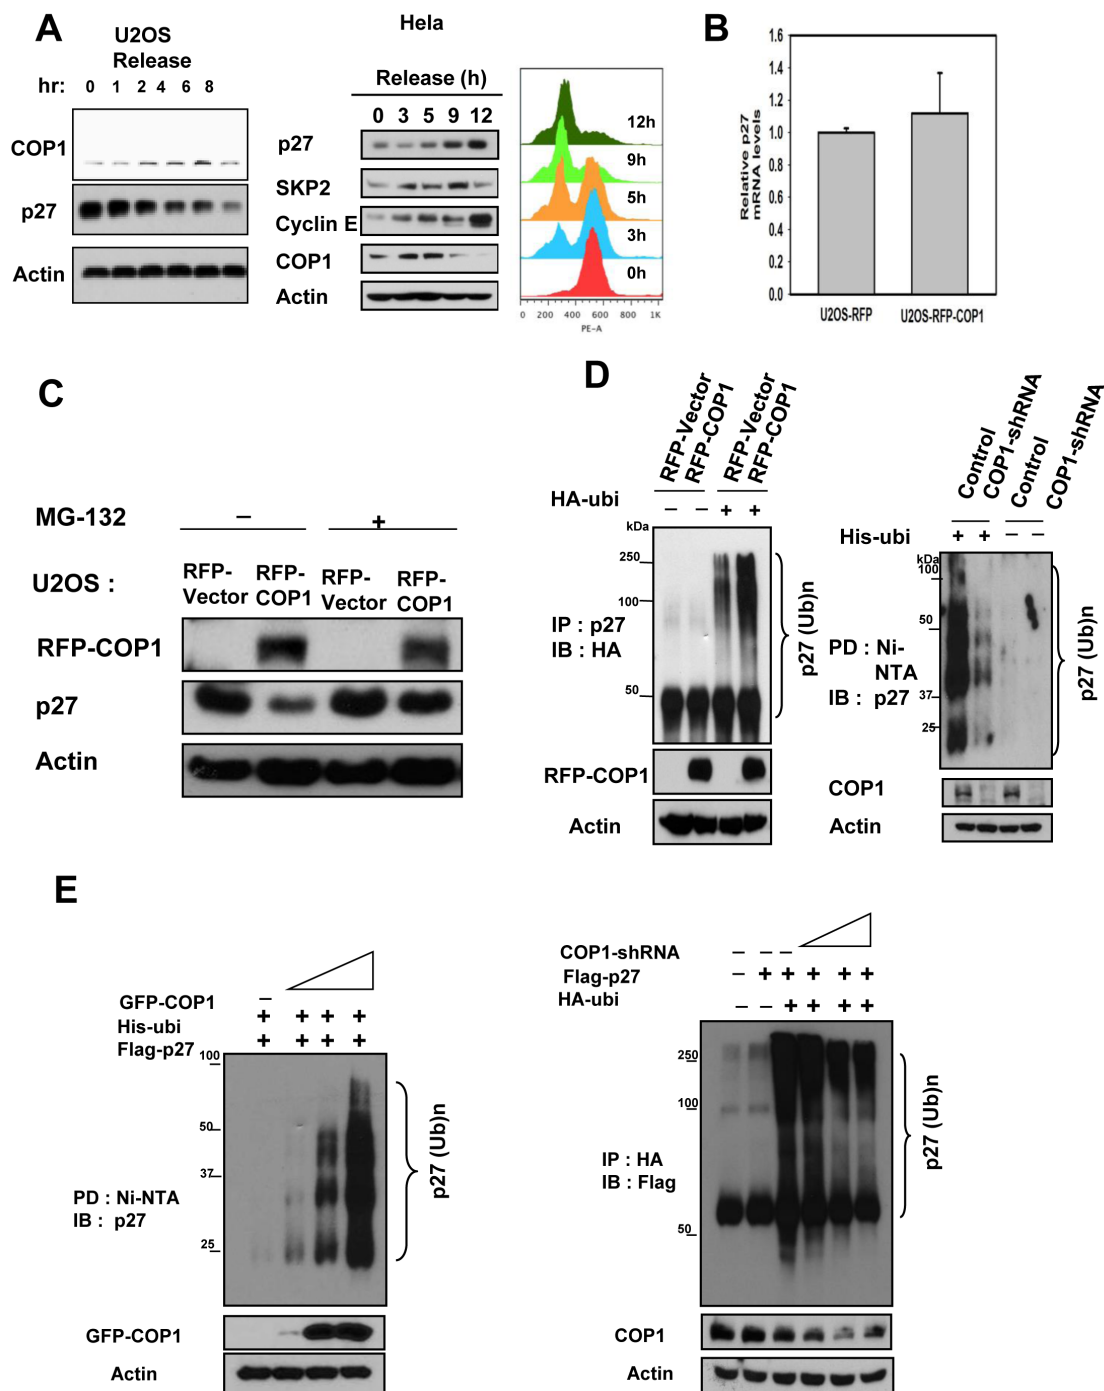 A
U2OS
Release
hr: 0 1 2 4 6 8
COP1
p27
Actin
Hela
Release (h)
0 3 5 9 12
p27
SKP2
Cyclin E
COP1
Actin
12h
9h
5h
3h
0h
0 200 400 600 800 1K
PE-A
B
Relative p27
mRNA levels
1.6
1.4
1.2
1.0
0.8
0.6
0.4
0.2
0.0
U2OS-RFP U2OS-RFP-COP1
C
MG-132 – +
U2OS :
RFP-Vector RFP-COP1 RFP-Vector RFP-COP1
RFP-COP1
p27
Actin
D
RFP-Vector
RFP-COP1
RFP-Vector
RFP-COP1
HA-ubi – – + +
kDa
250
100
50
IP : p27
IB : HA
p27 (Ub)n
RFP-COP1
Actin
Control
COP1-shRNA
Control
COP1-shRNA
His-ubi + + – –
kDa
100
50
37
25
PD : Ni-
NTA
IB : p27
p27 (Ub)n
COP1
Actin
E
GFP-COP1 –
His-ubi + + + +
Flag-p27 + + + +
100
50
37
25
PD : Ni-NTA
IB : p27
p27 (Ub)n
GFP-COP1
Actin
COP1-shRNA – – –
Flag-p27 – + + + + +
HA-ubi – – + + + +
250
100
50
IP : HA
IB : Flag
p27 (Ub)n
COP1
Actin